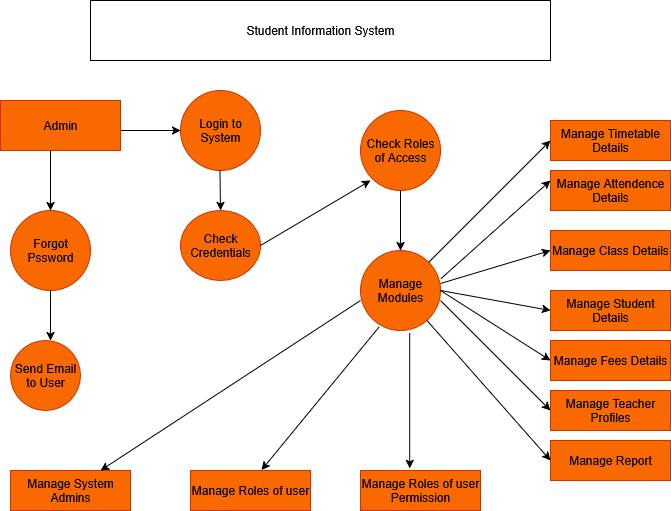 Student Information System
Admin
Login to
System
Check Roles
of Access
Manage Timetable
Details
Manage Attendence
Details
Forgot
Pssword
Check
Credentials
Manage Class Details
Manage
Modules
Manage Student
Details
Send Email
to User
Manage Fees Details
Manage Teacher
Profiles
Manage Report
Manage System
Admins
Manage Roles of user
Manage Roles of user
Permission